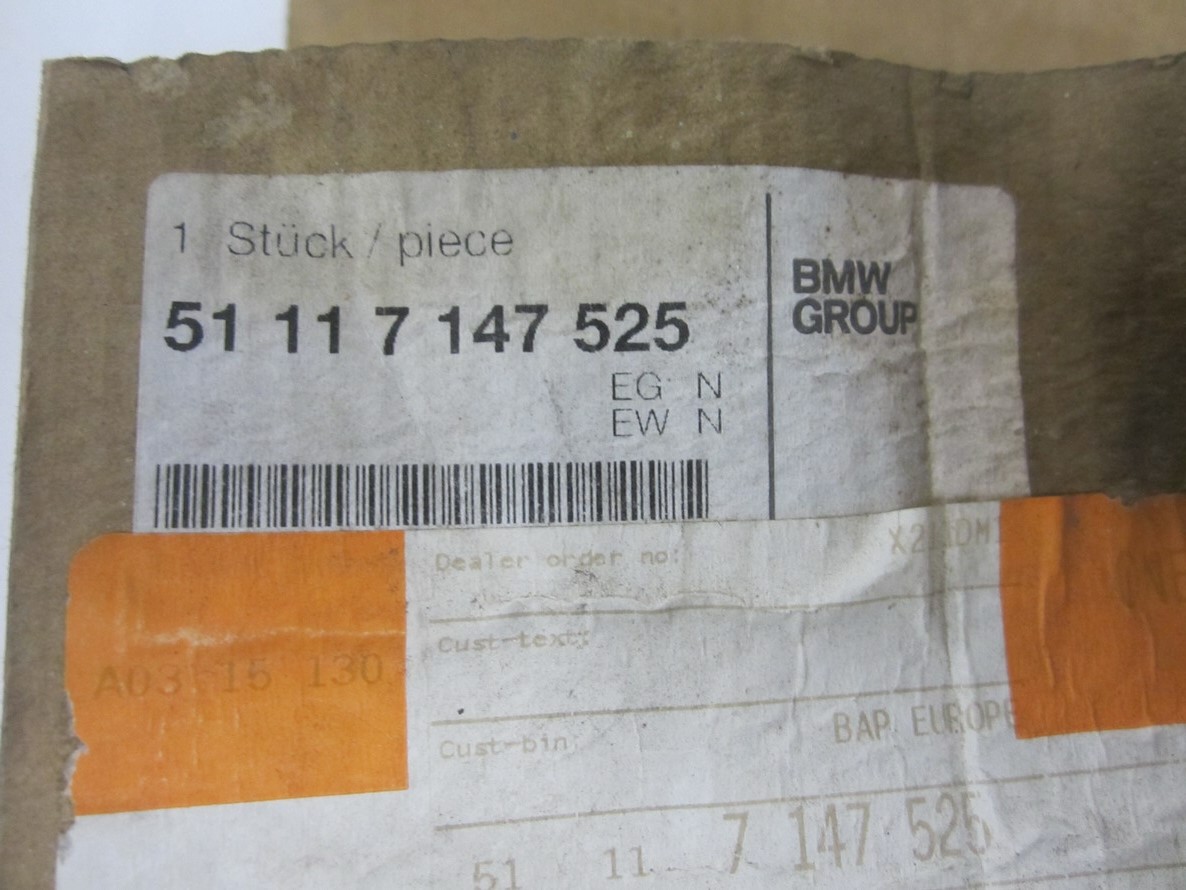 1 Stück / piece
51 11 7 147 525
EG N
EW N
BMW
GROUP
Dealer order no:
Cust-text:
A03 15 130
Cust-bin:
BAP EUROPE
51 11 7 147 525